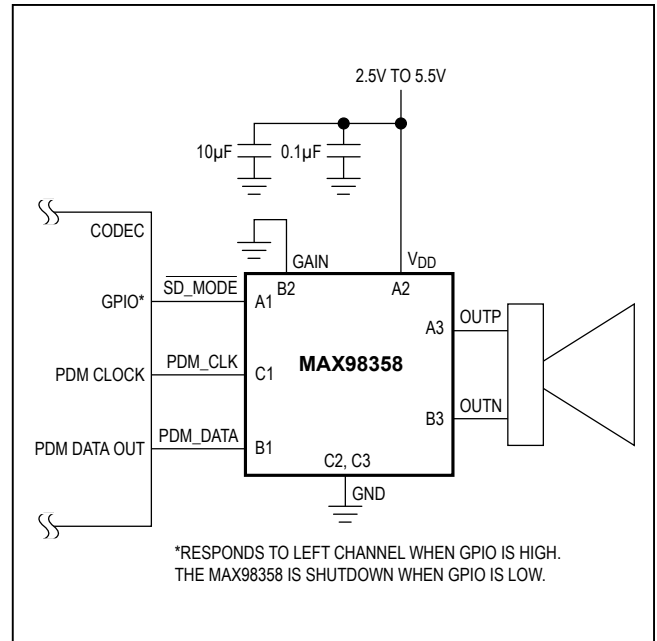 2.5V TO 5.5V
10µF
0.1µF
CODEC
GAIN
VDD
GPIO*
SD_MODE
A1
B2
A2
A3
OUTP
MAX98358
PDM CLOCK
PDM_CLK
C1
B3
OUTN
PDM DATA OUT
PDM_DATA
B1
C2, C3
GND
*RESPONDS TO LEFT CHANNEL WHEN GPIO IS HIGH.
THE MAX98358 IS SHUTDOWN WHEN GPIO IS LOW.